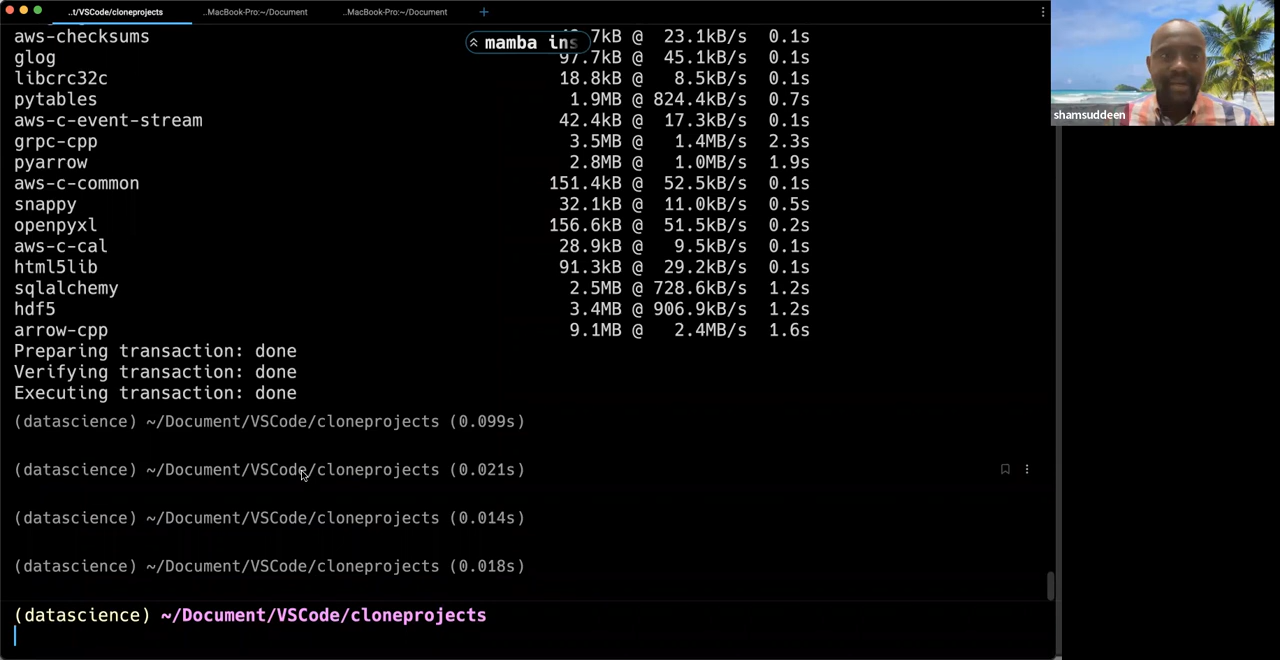 ..t/VSCode/cloneprojects
..MacBook-Pro:~/Document
..MacBook-Pro:~/Document
+
mamba ins
aws-checksums 7kB @ 23.1kB/s 0.1s
glog 97.7kB @ 45.1kB/s 0.1s
libcrc32c 18.8kB @ 8.5kB/s 0.1s
pytables 1.9MB @ 824.4kB/s 0.7s
aws-c-event-stream 42.4kB @ 17.3kB/s 0.1s
grpc-cpp 3.5MB @ 1.4MB/s 2.3s
pyarrow 2.8MB @ 1.0MB/s 1.9s
aws-c-common 151.4kB @ 52.5kB/s 0.1s
snappy 32.1kB @ 11.0kB/s 0.5s
openpyxl 156.6kB @ 51.5kB/s 0.2s
aws-c-cal 28.9kB @ 9.5kB/s 0.1s
html5lib 91.3kB @ 29.2kB/s 0.1s
sqlalchemy 2.5MB @ 728.6kB/s 1.2s
hdf5 3.4MB @ 906.9kB/s 1.2s
arrow-cpp 9.1MB @ 2.4MB/s 1.6s
Preparing transaction: done
Verifying transaction: done
Executing transaction: done
(datascience) ~/Document/VSCode/cloneprojects (0.099s)
(datascience) ~/Document/VSCode/cloneprojects (0.021s)
(datascience) ~/Document/VSCode/cloneprojects (0.014s)
(datascience) ~/Document/VSCode/cloneprojects (0.018s)
(datascience) ~/Document/VSCode/cloneprojects
shamsuddeen